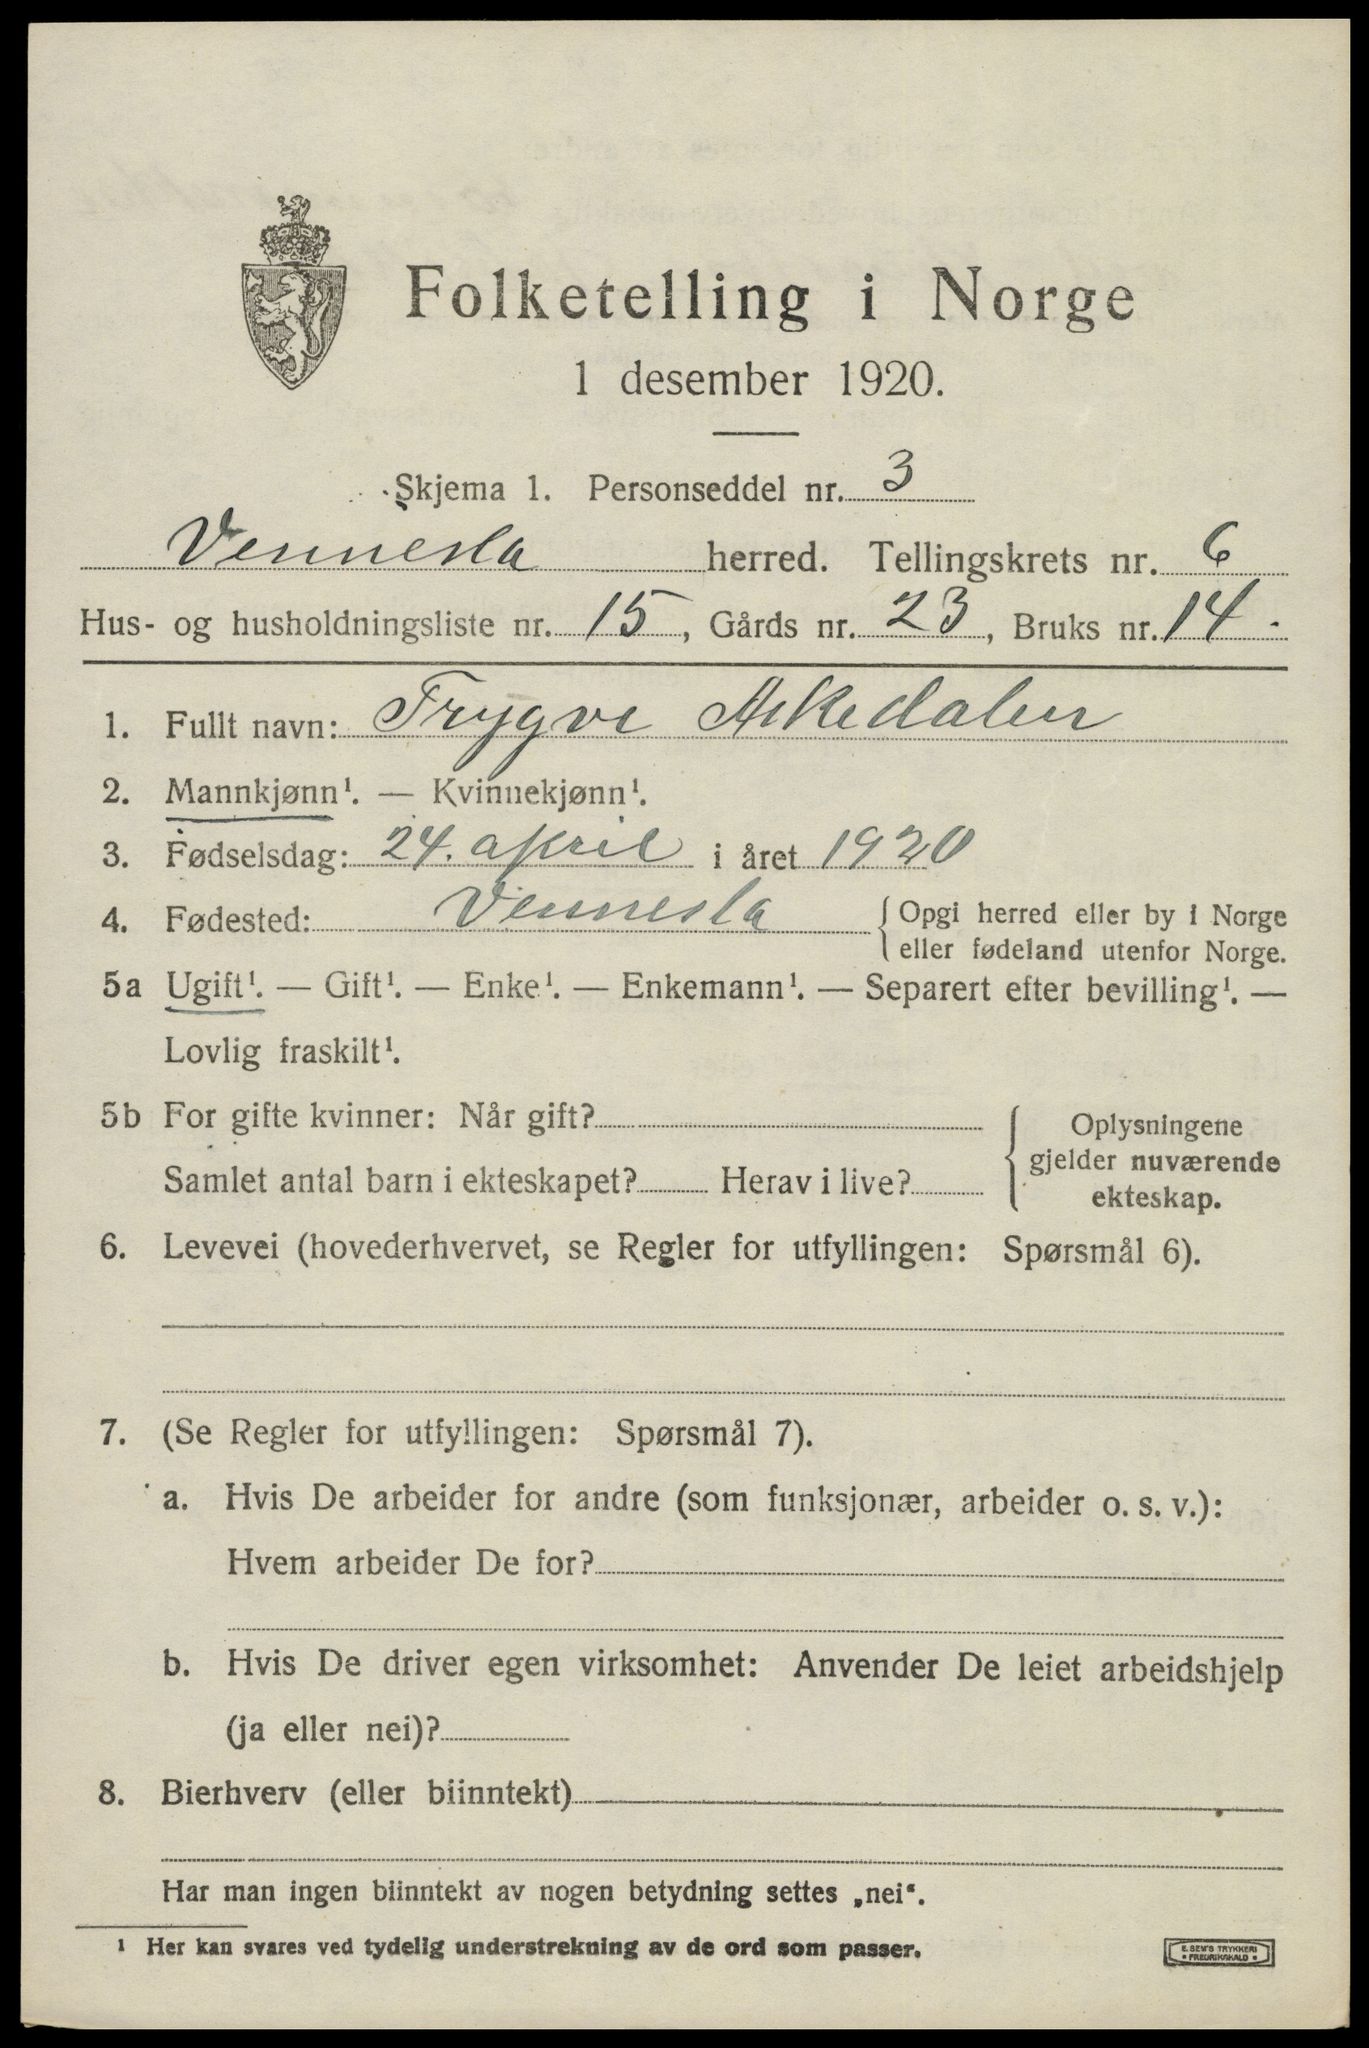 Folketelling i Norge
1 desember 1920.
Skjema 1. Personseddel nr. 3
Vennesla herred. Tellingskrets nr. 6
Hus- og husholdningsliste nr. 15, Gårds nr. 23, Bruks nr. 14.
1. Fullt navn: Trygve Askedalen
2. Mannkjønn¹. — Kvinnekjønn¹.
3. Fødselsdag: 24. april i året 1920
4. Fødested: Vennesla { Opgi herred eller by i Norge
eller fødeland utenfor Norge.
5a Ugift¹. — Gift¹. — Enke¹. — Enkemann¹. — Separert efter bevilling¹. —
Lovlig fraskilt¹.
5b For gifte kvinner: Når gift?
Samlet antal barn i ekteskapet? Herav i live?
Oplysningene
gjelder nuværende
ekteskap.
6. Levevei (hovederhvervet, se Regler for utfyllingen: Spørsmål 6).
7. (Se Regler for utfyllingen: Spørsmål 7).
a. Hvis De arbeider for andre (som funksjonær, arbeider o. s. v.):
Hvem arbeider De for?
b. Hvis De driver egen virksomhet: Anvender De leiet arbeidshjelp
(ja eller nei)?
8. Bierhverv (eller biinntekt)
Har man ingen biinntekt av nogen betydning settes „nei“.
¹ Her kan svares ved tydelig understrekning av de ord som passer.
E. SEM'S TRYKKERI
• FREDRIKSHALD •